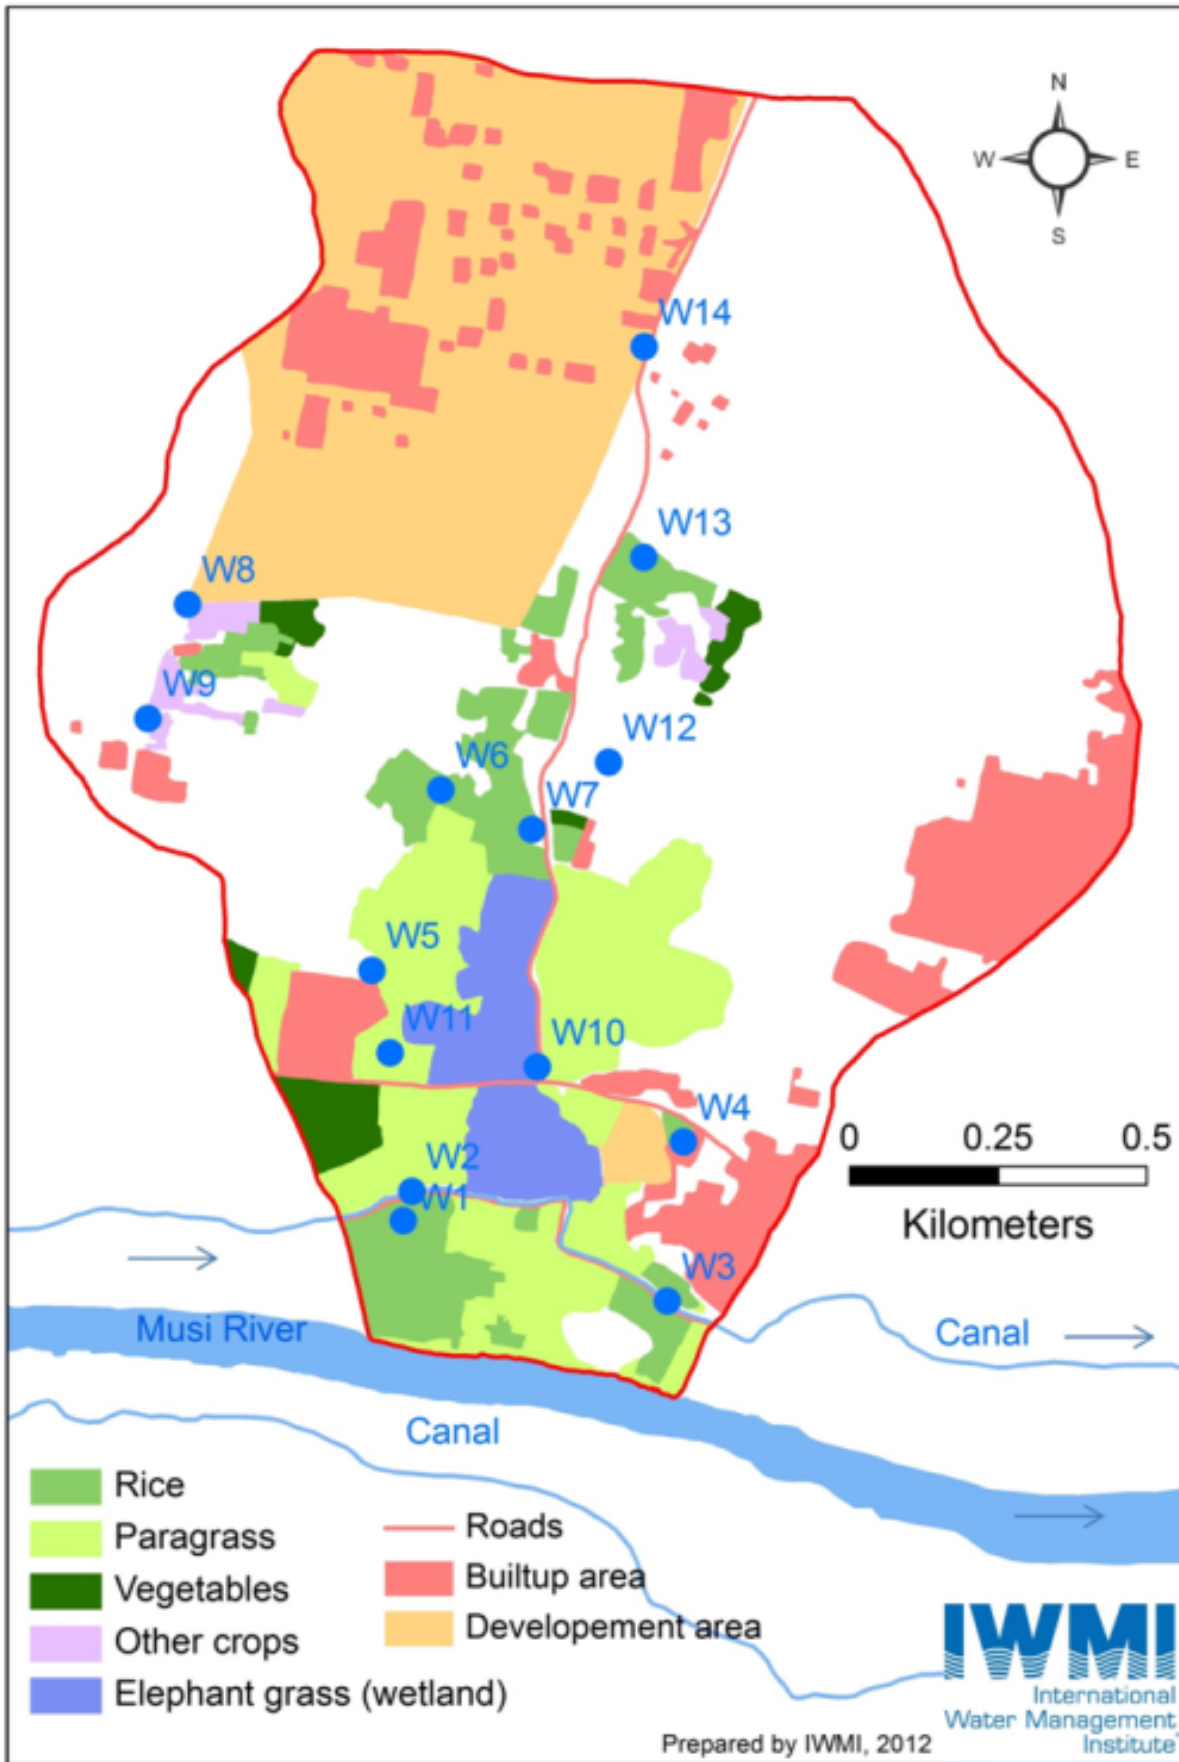 N
W E
S
W14
W13
W8
W9
W12
W6
W7
W5
W11
W10
W4
0 0.25 0.5
W2
W1
Kilometers
W3
Musi River
Canal
Canal
Rice
Paragrass
Vegetables
Other crops
Elephant grass (wetland)
Roads
Builtup area
Developement area
IWMI
International
Water Management
Institute
Prepared by IWMI, 2012